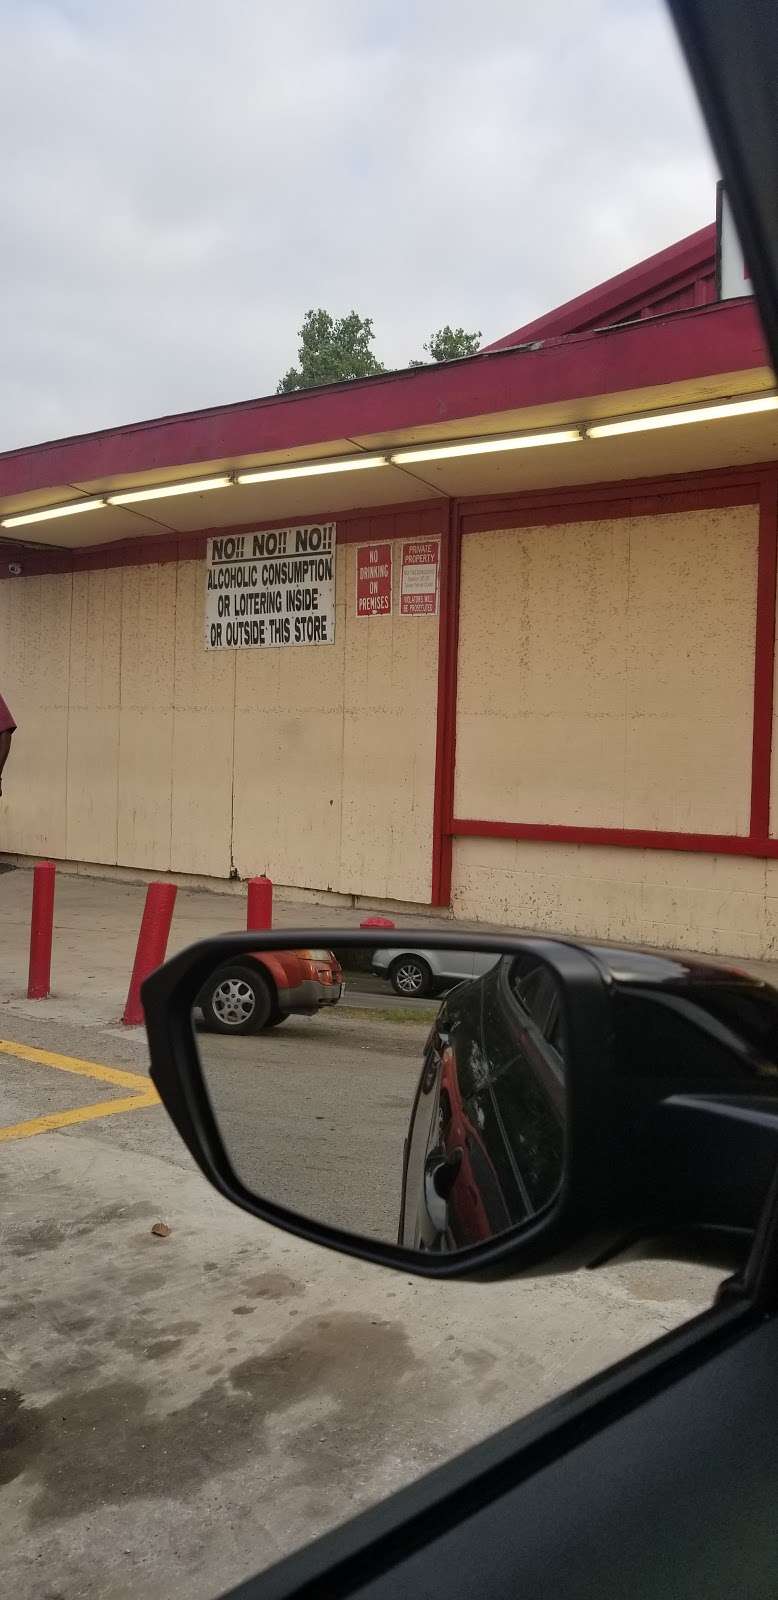 NO!! NO!! NO!!
ALCOHOLIC CONSUMPTION
OR LOITERING INSIDE
OR OUTSIDE THIS STORE
NO
DRINKING
ON
PREMISES
PRIVATE
PROPERTY
VIOLATORS WILL
BE PROSECUTED